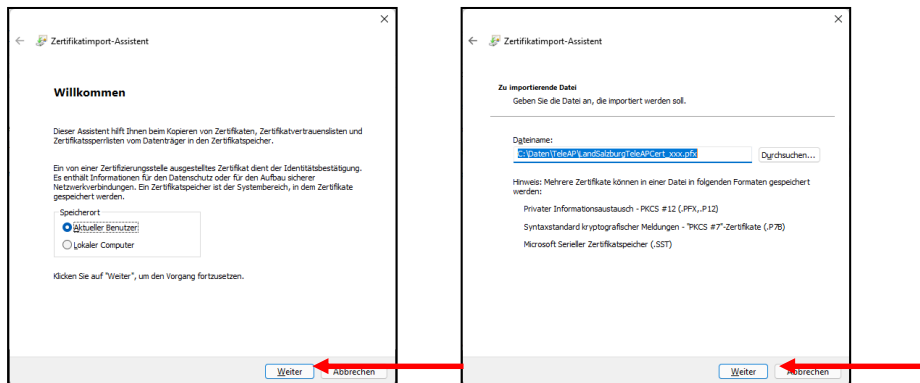 Zertifikatimport-Assistent
Willkommen
Dieser Assistent hilft Ihnen beim Kopieren von Zertifikaten, Zertifikatvertrauenslisten und
Zertifikatssperrlisten vom Datenträger in den Zertifikatspeicher.
Ein von einer Zertifizierungsstelle ausgestelltes Zertifikat dient der Identitätsbestätigung.
Es enthält Informationen für den Datenschutz oder für den Aufbau sicherer
Netzwerkverbindungen. Ein Zertifikatspeicher ist der Systembereich, in dem Zertifikate
gespeichert werden.
Speicherort
Aktueller Benutzer
Lokaler Computer
Klicken Sie auf "Weiter", um den Vorgang fortzusetzen.
Weiter
Abbrechen
Zertifikatimport-Assistent
Zu importierende Datei
Geben Sie die Datei an, die importiert werden soll.
Dateiname:
C:\Daten\TeleAP\LandSalzburgTeleAPCert_xxx.pfx
Durchsuchen...
Hinweis: Mehrere Zertifikate können in einer Datei in folgenden Formaten gespeichert
werden:
Privater Informationsaustausch - PKCS #12 (.PFX,.P12)
Syntaxstandard kryptografischer Meldungen - "PKCS #7"-Zertifikate (.P7B)
Microsoft Serieller Zertifikatspeicher (.SST)
Weiter
Abbrechen